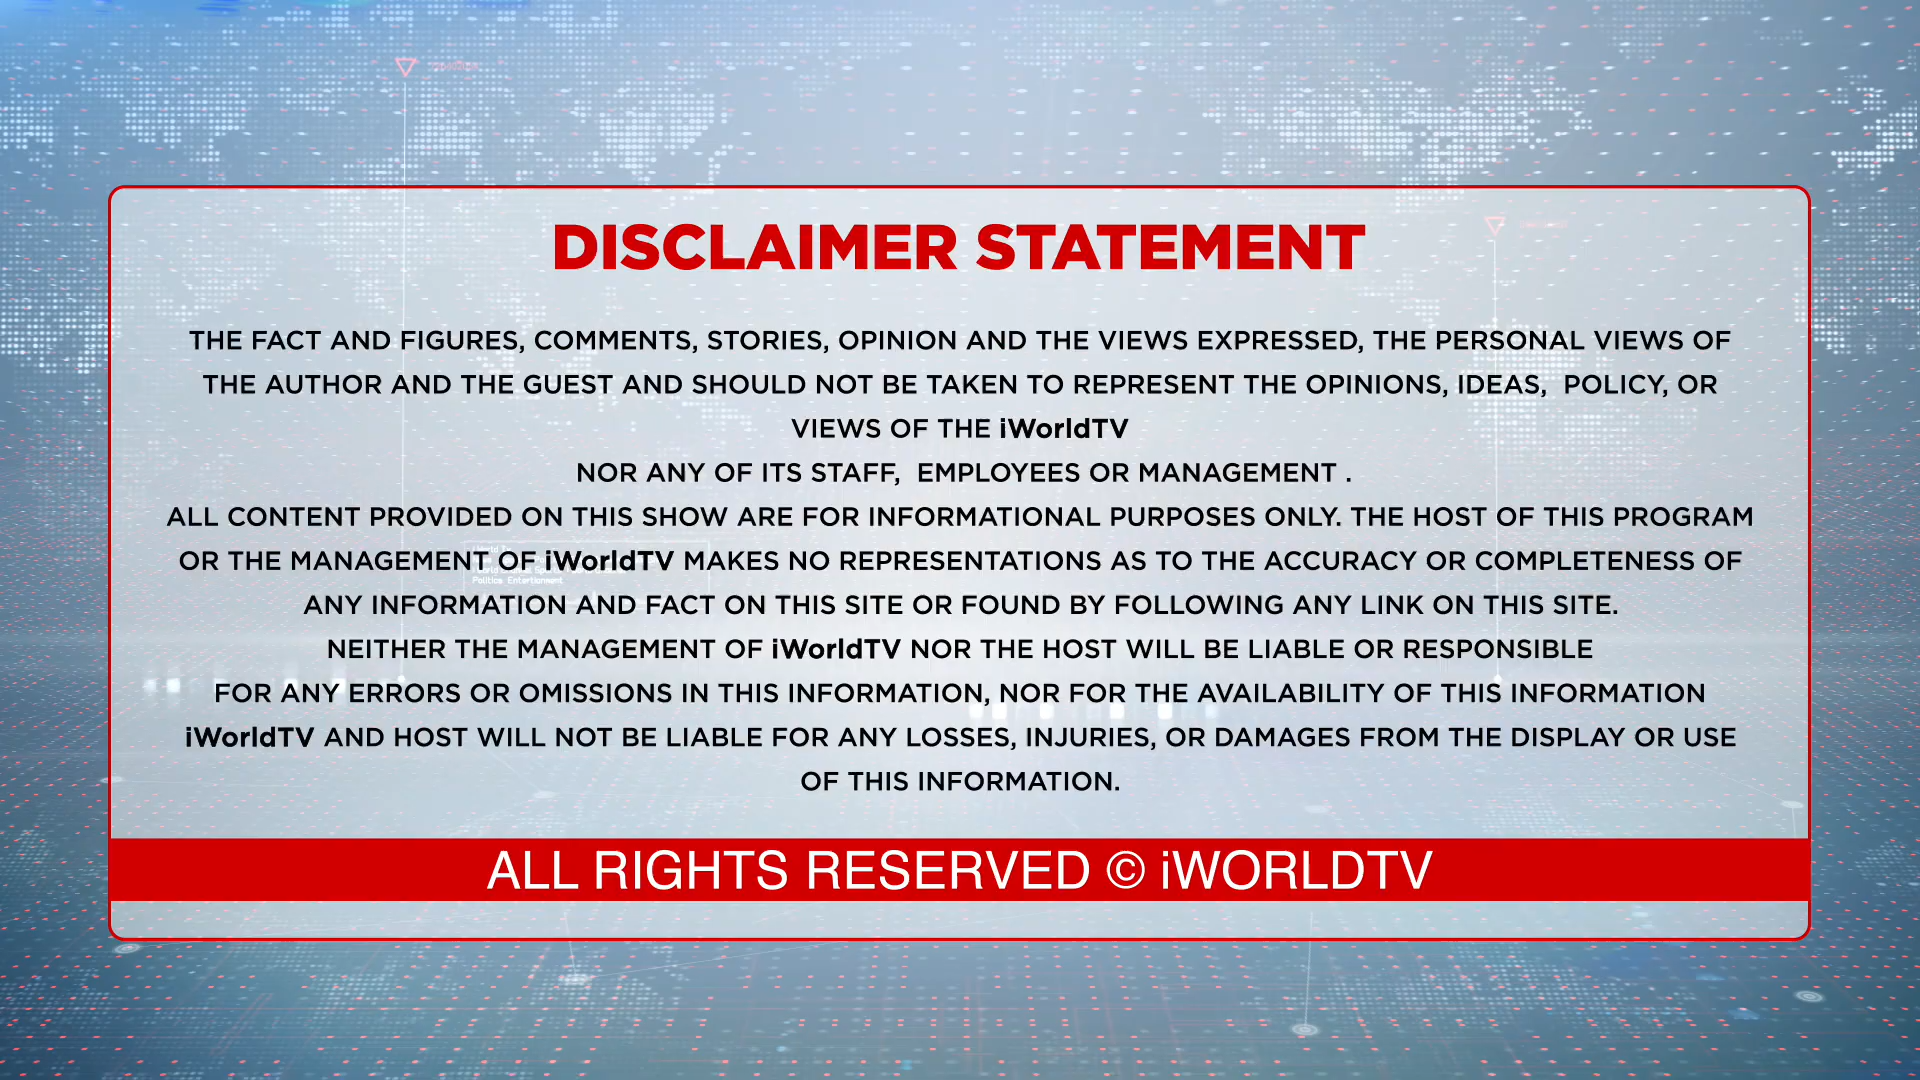 DISCLAIMER STATEMENT
THE FACT AND FIGURES, COMMENTS, STORIES, OPINION AND THE VIEWS EXPRESSED, THE PERSONAL VIEWS OF
THE AUTHOR AND THE GUEST AND SHOULD NOT BE TAKEN TO REPRESENT THE OPINIONS, IDEAS, POLICY, OR
VIEWS OF THE iWorldTV
NOR ANY OF ITS STAFF, EMPLOYEES OR MANAGEMENT .
ALL CONTENT PROVIDED ON THIS SHOW ARE FOR INFORMATIONAL PURPOSES ONLY. THE HOST OF THIS PROGRAM
OR THE MANAGEMENT OF iWorldTV MAKES NO REPRESENTATIONS AS TO THE ACCURACY OR COMPLETENESS OF
Politics Entertionment
ANY INFORMATION AND FACT ON THIS SITE OR FOUND BY FOLLOWING ANY LINK ON THIS SITE.
NEITHER THE MANAGEMENT OF iWorldTV NOR THE HOST WILL BE LIABLE OR RESPONSIBLE
FOR ANY ERRORS OR OMISSIONS IN THIS INFORMATION, NOR FOR THE AVAILABILITY OF THIS INFORMATION
iWorldTV AND HOST WILL NOT BE LIABLE FOR ANY LOSSES, INJURIES, OR DAMAGES FROM THE DISPLAY OR USE
OF THIS INFORMATION.
ALL RIGHTS RESERVED © iWORLDTV